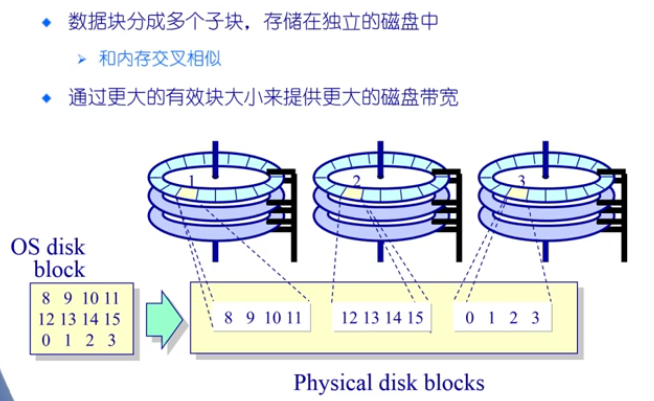 数据块分成多个子块，存储在独立的磁盘中
和内存交叉相似
通过更大的有效块大小来提供更大的磁盘带宽
1
2
3
OS disk
block
8 9 10 11
12 13 14 15
0 1 2 3
8 9 10 11
12 13 14 15
0 1 2 3
Physical disk blocks